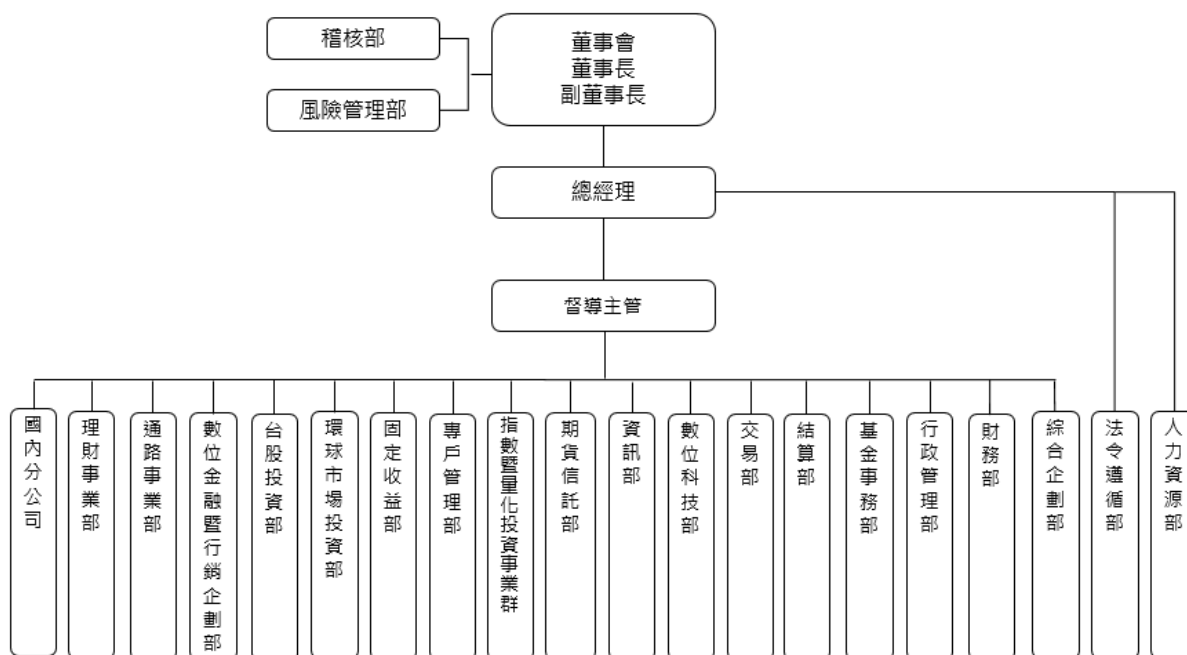 稽核部
董事會
董事長
副董事長
風險管理部
總經理
督導主管
國內分公司
理財事業部
通路事業部
數位金融暨行銷企劃部
台股投資部
環球市場投資部
固定收益部
專戶管理部
指數暨量化投資事業群
期貨信託部
資訊部
數位科技部
交易部
結算部
基金事務部
行政管理部
財務部
綜合企劃部
法令遵循部
人力資源部